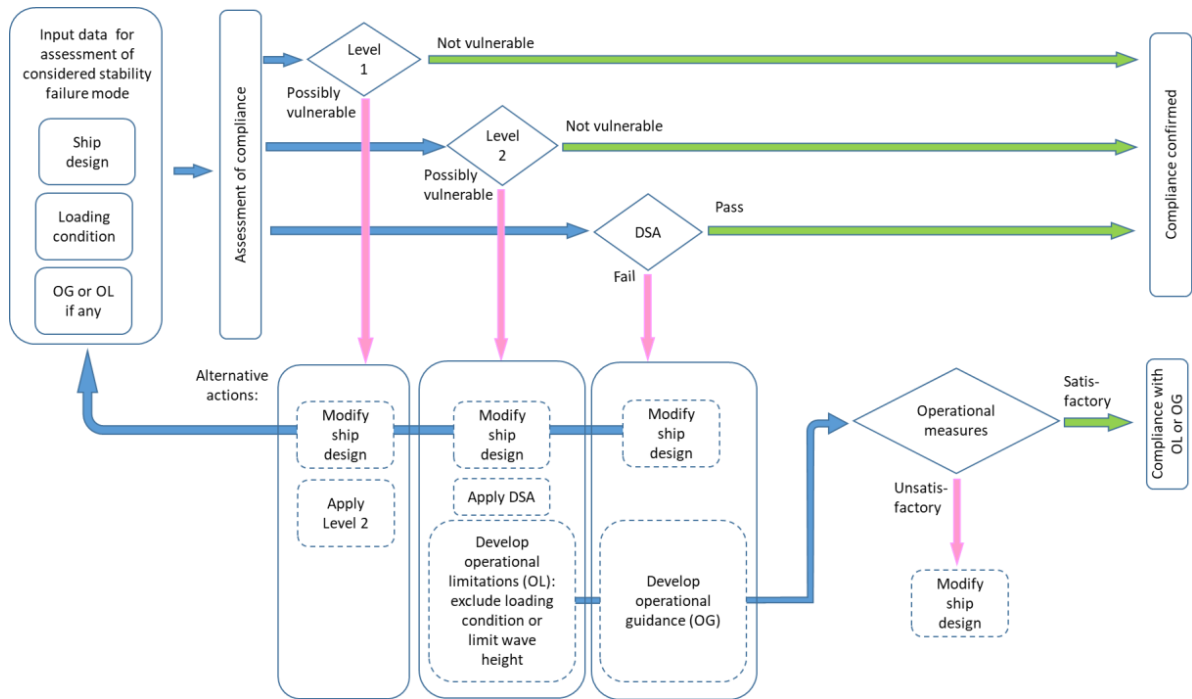 Input data for
assessment of
considered stability
failure mode
Ship
design
Loading
condition
OG or OL
if any
Assessment of compliance
Level
1
Not vulnerable
Possibly
vulnerable
Level
2
Not vulnerable
Possibly
vulnerable
DSA
Pass
Fail
Compliance confirmed
Alternative
actions:
Modify
ship
design
Apply
Level 2
Modify
ship
design
Apply DSA
Develop
operational
limitations (OL):
exclude loading
condition or
limit wave
height
Modify
ship
design
Develop
operational
guidance (OG)
Operational
measures
Satis-
factory
Unsatis-
factory
Modify
ship
design
Compliance with
OL or OG